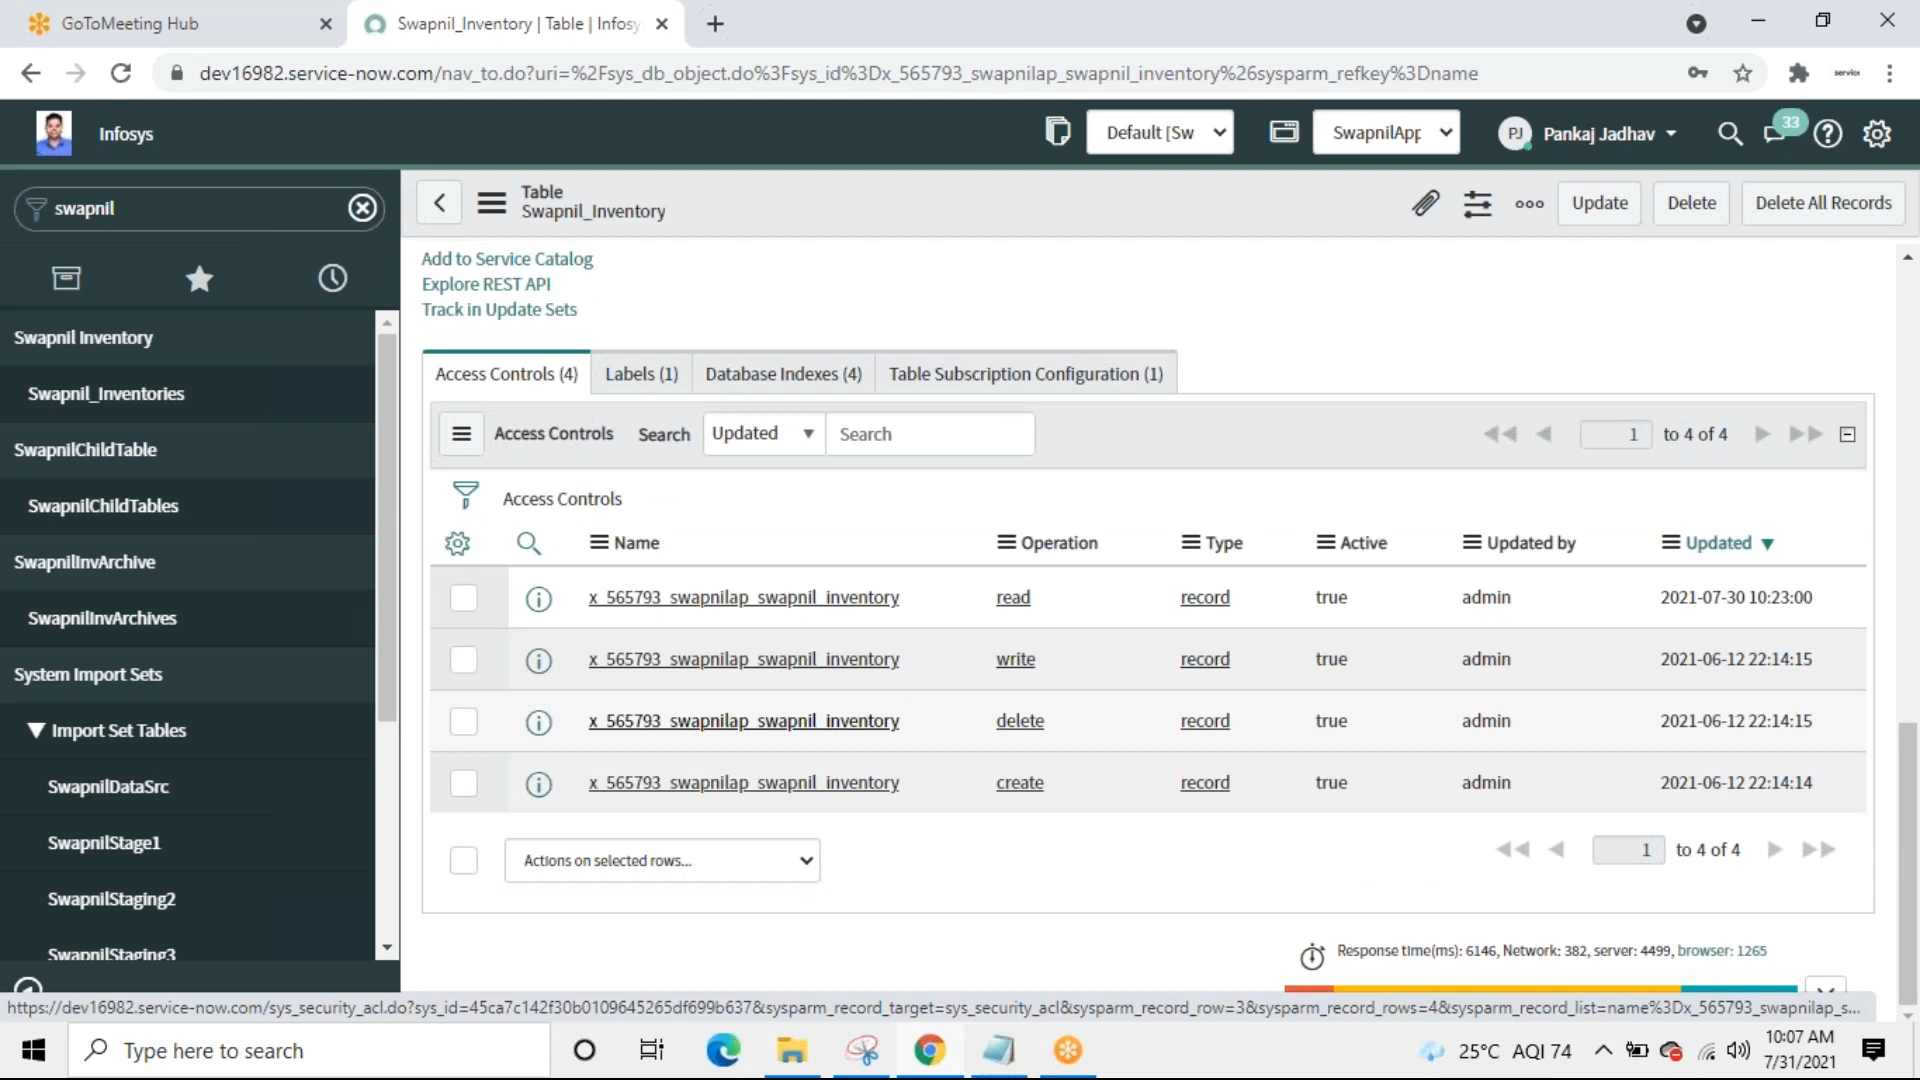 GoToMeeting Hub
Swapnil_Inventory | Table | Infosy
dev16982.service-now.com/nav_to.do?uri=%2Fsys_db_object.do%3Fsys_id%3Dx_565793_swapnilap_swapnil_inventory%26sysparm_refkey%3Dname
service
Infosys
Default [Sw
SwapnilApp
PJ
Pankaj Jadhav
33
swapnil
Table
Swapnil_Inventory
Update
Delete
Delete All Records
Swapnil Inventory
Swapnil_Inventories
SwapnilChildTable
SwapnilChildTables
SwapnilInvArchive
SwapnilInvArchives
System Import Sets
Import Set Tables
SwapnilDataSrc
SwapnilStage1
SwapnilStaging2
SwapnilStaging3
Add to Service Catalog
Explore REST API
Track in Update Sets
Access Controls (4)
Labels (1)
Database Indexes (4)
Table Subscription Configuration (1)
Access Controls Search Updated Search 1 to 4 of 4
Access Controls
Name Operation Type Active Updated by Updated
x_565793_swapnilap_swapnil_inventory read record true admin 2021-07-30 10:23:00
x_565793_swapnilap_swapnil_inventory write record true admin 2021-06-12 22:14:15
x_565793_swapnilap_swapnil_inventory delete record true admin 2021-06-12 22:14:15
x_565793_swapnilap_swapnil_inventory create record true admin 2021-06-12 22:14:14
Actions on selected rows...
1 to 4 of 4
Response time(ms): 6146, Network: 382, server: 4499, browser: 1265
https://dev16982.service-now.com/sys_security_acl.do?sys_id=45ca7c142f30b0109645265df699b637&sysparm_record_target=sys_security_acl&sysparm_record_row=3&sysparm_record_rows=4&sysparm_record_list=name%3Dx_565793_swapnilap_s...
Type here to search
25°C AQI 74
10:07 AM
7/31/2021